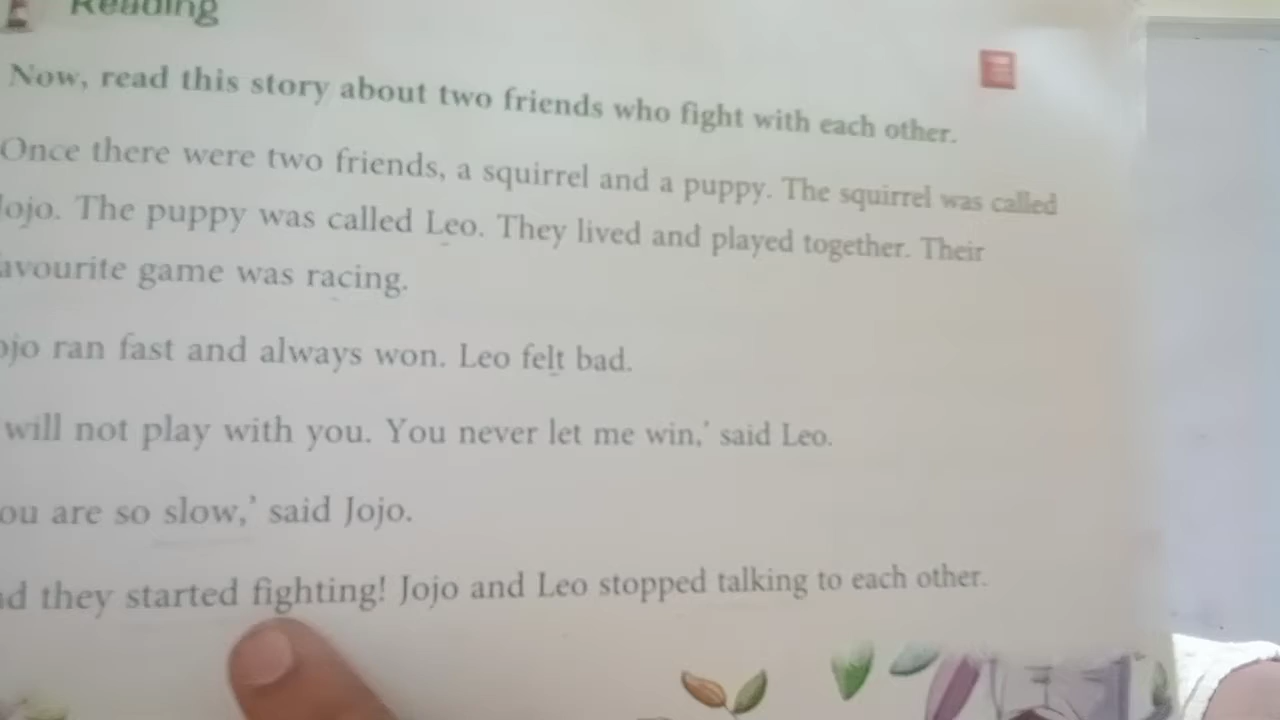 Reading
Now, read this story about two friends who fight with each other.
Once there were two friends, a squirrel and a puppy. The squirrel was called
Jojo. The puppy was called Leo. They lived and played together. Their
avourite game was racing.
ojo ran fast and always won. Leo felt bad.
will not play with you. You never let me win,’ said Leo.
ou are so slow,’ said Jojo.
nd they started fighting! Jojo and Leo stopped talking to each other.